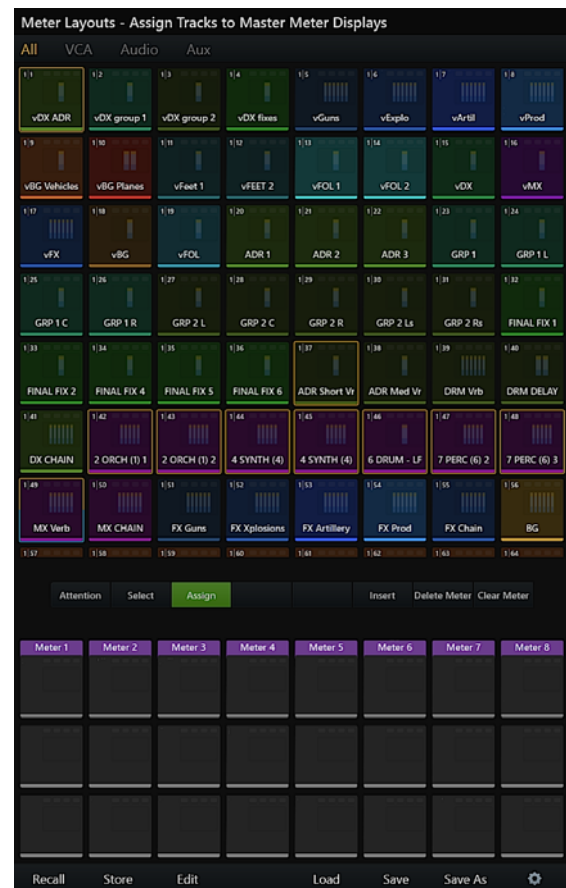 Meter Layouts - Assign Tracks to Master Meter Displays
All VCA Audio Aux
1 1 1 2 1 3 1 4 1 5 1 6 1 7 1 8
vDX ADR vDX group 1 vDX group 2 vDX fixes vGuns vExplo vArtil vProd
1 9 1 10 1 11 1 12 1 13 1 14 1 15 1 16
vBG Vehicles vBG Planes vFeet 1 vFEET 2 vFOL 1 vFOL 2 vDX vMX
1 17 1 18 1 19 1 20 1 21 1 22 1 23 1 24
vFX vBG vFOL ADR 1 ADR 2 ADR 3 GRP 1 GRP 1 L
1 25 1 26 1 27 1 28 1 29 1 30 1 31 1 32
GRP 1 C GRP 1 R GRP 2 L GRP 2 C GRP 2 R GRP 2 Ls GRP 2 Rs FINAL FIX 1
1 33 1 34 1 35 1 36 1 37 1 38 1 39 1 40
FINAL FIX 2 FINAL FIX 4 FINAL FIX 5 FINAL FIX 6 ADR Short Vr ADR Med Vr DRM Vrb DRM DELAY
1 41 1 42 1 43 1 44 1 45 1 46 1 47 1 48
DX CHAIN 2 ORCH (1) 1 2 ORCH (1) 2 4 SYNTH (4) 4 SYNTH (4) 6 DRUM - LF 7 PERC (6) 2 7 PERC (6) 3
1 49 1 50 1 51 1 52 1 53 1 54 1 55 1 56
MX Verb MX CHAIN FX Guns FX Xplosions FX Artillery FX Prod FX Chain BG
1 57 1 58 1 59 1 60 1 61 1 62 1 63 1 64
Attention Select Assign Insert Delete Meter Clear Meter
Meter 1 Meter 2 Meter 3 Meter 4 Meter 5 Meter 6 Meter 7 Meter 8
Recall Store Edit Load Save Save As